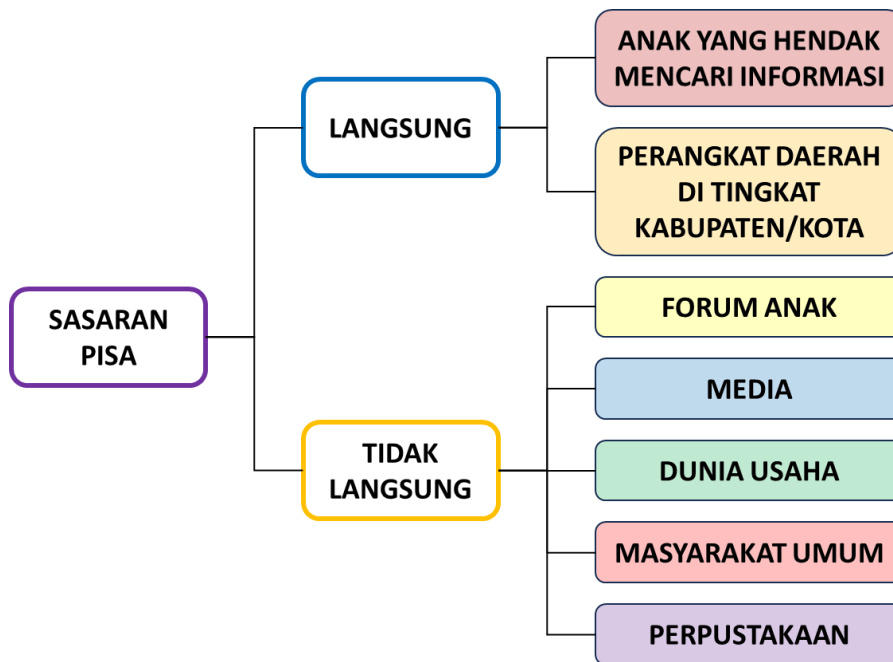 SASARAN
PISA
LANGSUNG
ANAK YANG HENDAK
MENCARI INFORMASI
PERANGKAT DAERAH
DI TINGKAT
KABUPATEN/KOTA
TIDAK
LANGSUNG
FORUM ANAK
MEDIA
DUNIA USAHA
MASYARAKAT UMUM
PERPUSTAKAAN